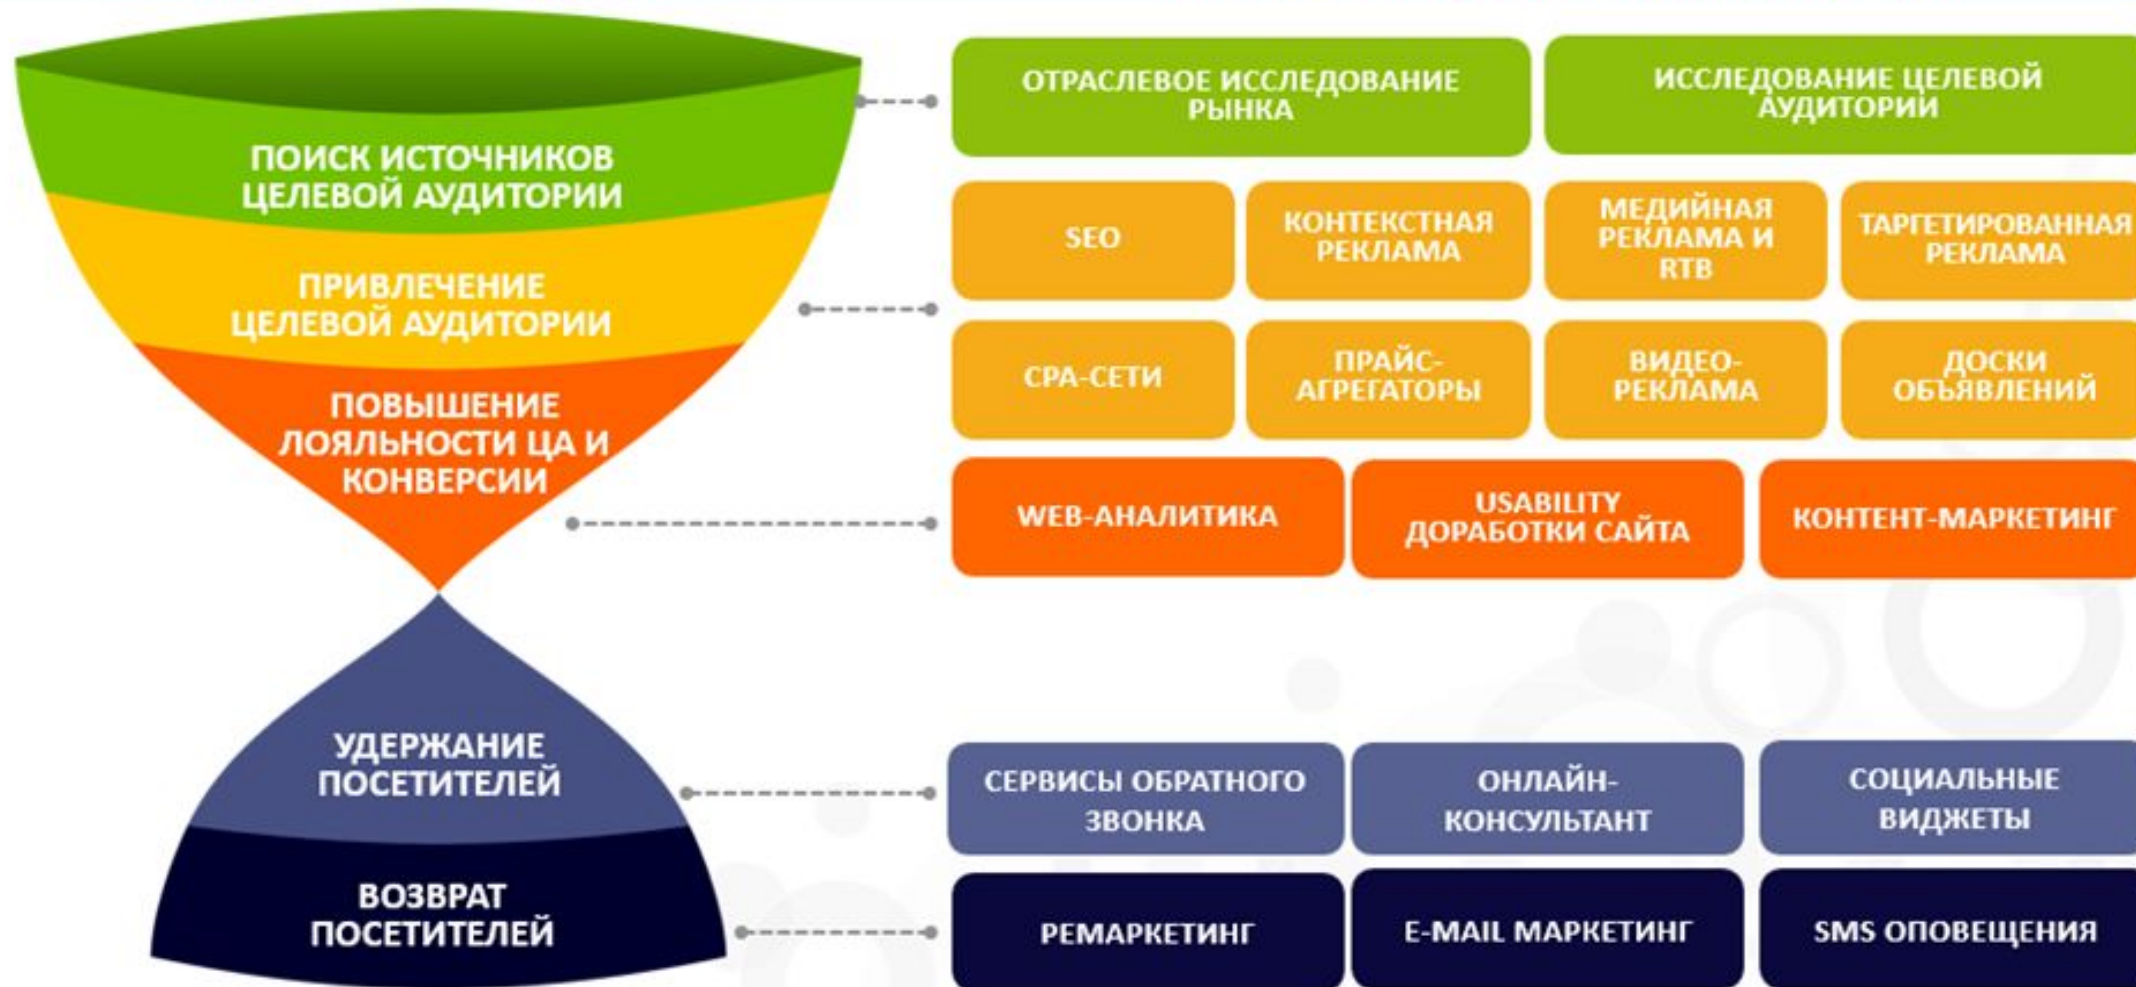 ПОИСК ИСТОЧНИКОВ
ЦЕЛЕВОЙ АУДИТОРИИ
ОТРАСЛЕВОЕ ИССЛЕДОВАНИЕ
РЫНКА
ИССЛЕДОВАНИЕ ЦЕЛЕВОЙ
АУДИТОРИИ
ПРИВЛЕЧЕНИЕ
ЦЕЛЕВОЙ АУДИТОРИИ
SEO
КОНТЕКСТНАЯ
РЕКЛАМА
МЕДИЙНАЯ
РЕКЛАМА И
RTB
ТАРГЕТИРОВАННАЯ
РЕКЛАМА
CPA-СЕТИ
ПРАЙС-
АГРЕГАТОРЫ
ВИДЕО-
РЕКЛАМА
ДОСКИ
ОБЪЯВЛЕНИЙ
ПОВЫШЕНИЕ
ЛОЯЛЬНОСТИ ЦА И
КОНВЕРСИИ
WEB-АНАЛИТИКА
USABILITY
ДОРАБОТКИ САЙТА
КОНТЕНТ-МАРКЕТИНГ
УДЕРЖАНИЕ
ПОСЕТИТЕЛЕЙ
СЕРВИСЫ ОБРАТНОГО
ЗВОНКА
ОНЛАЙН-
КОНСУЛЬТАНТ
СОЦИАЛЬНЫЕ
ВИДЖЕТЫ
ВОЗВРАТ
ПОСЕТИТЕЛЕЙ
РЕМАРКЕТИНГ
E-MAIL МАРКЕТИНГ
SMS ОПОВЕЩЕНИЯ